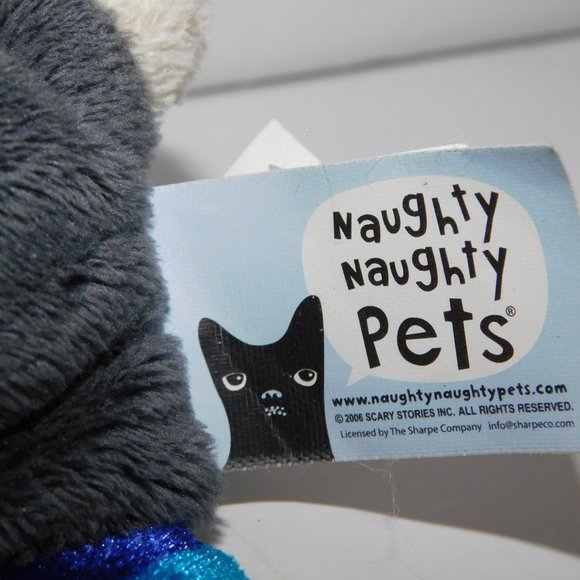 Naughty
Naughty
Pets®
www.naughtynaughtypets.com
© 2006 SCARY STORIES INC. ALL RIGHTS RESERVED.
Licensed by The Sharpe Company info@sharpeco.com